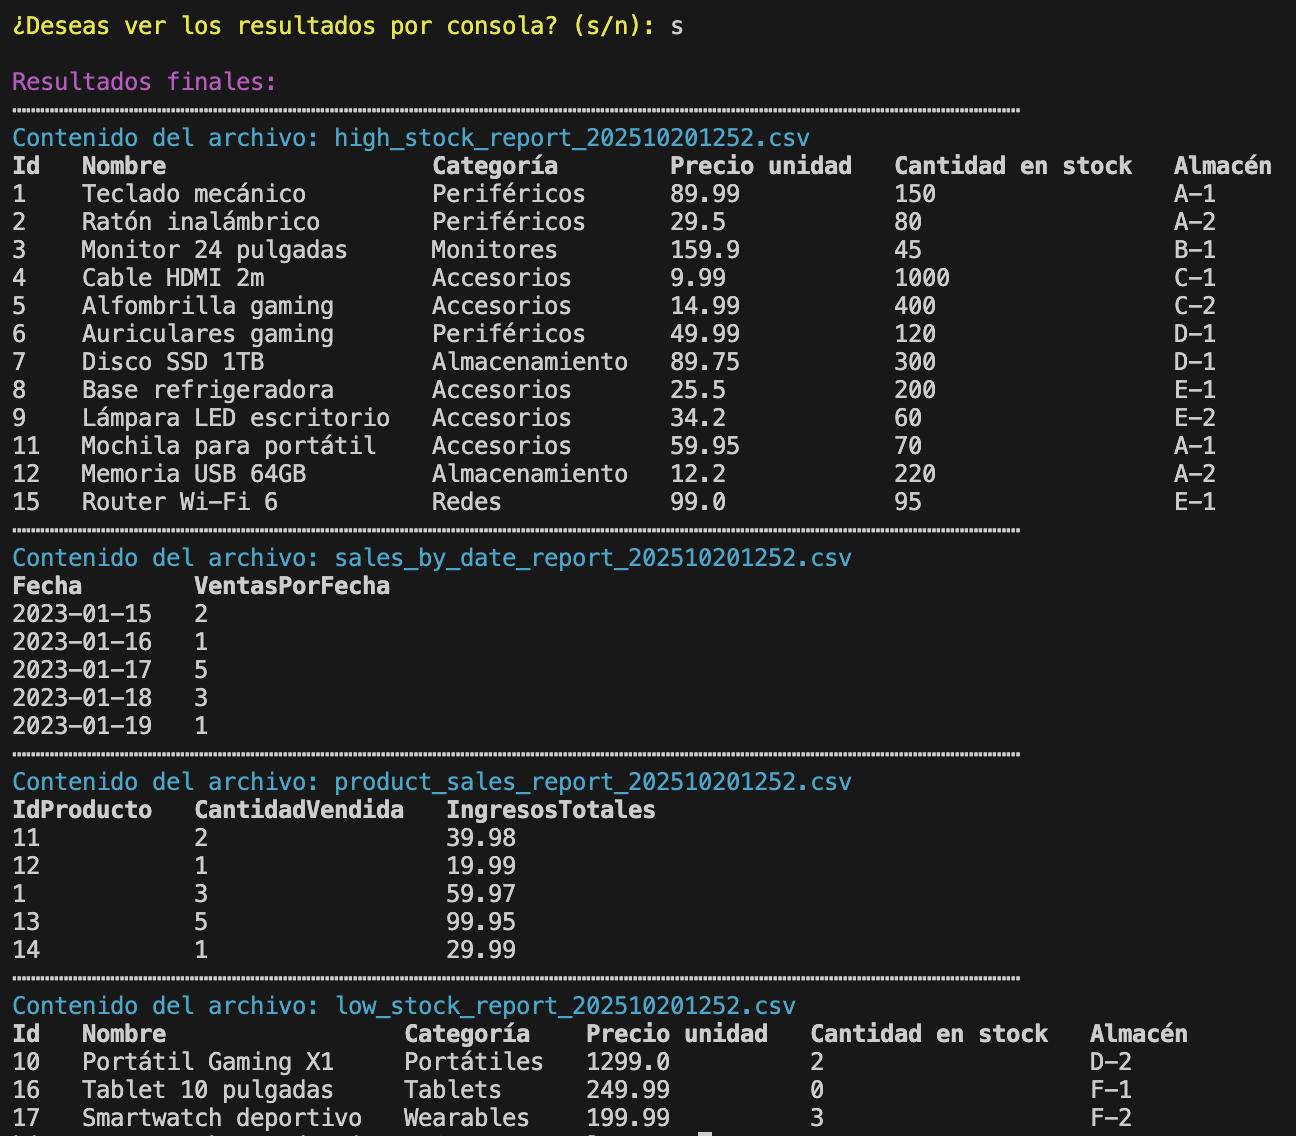 ¿Deseas ver los resultados por consola? (s/n): s
Resultados finales:
Contenido del archivo: high_stock_report_202510201252.csv
Id Nombre Categoría Precio unidad Cantidad en stock Almacén
1 Teclado mecánico Periféricos 89.99 150 A-1
2 Ratón inalámbrico Periféricos 29.5 80 A-2
3 Monitor 24 pulgadas Monitores 159.9 45 B-1
4 Cable HDMI 2m Accesorios 9.99 1000 C-1
5 Alfombrilla gaming Accesorios 14.99 400 C-2
6 Auriculares gaming Periféricos 49.99 120 D-1
7 Disco SSD 1TB Almacenamiento 89.75 300 D-1
8 Base refrigeradora Accesorios 25.5 200 E-1
9 Lámpara LED escritorio Accesorios 34.2 60 E-2
11 Mochila para portátil Accesorios 59.95 70 A-1
12 Memoria USB 64GB Almacenamiento 12.2 220 A-2
15 Router Wi-Fi 6 Redes 99.0 95 E-1
Contenido del archivo: sales_by_date_report_202510201252.csv
Fecha VentasPorFecha
2023-01-15 2
2023-01-16 1
2023-01-17 5
2023-01-18 3
2023-01-19 1
Contenido del archivo: product_sales_report_202510201252.csv
IdProducto CantidadVendida IngresosTotales
11 2 39.98
12 1 19.99
1 3 59.97
13 5 99.95
14 1 29.99
Contenido del archivo: low_stock_report_202510201252.csv
Id Nombre Categoría Precio unidad Cantidad en stock Almacén
10 Portátil Gaming X1 Portátiles 1299.0 2 D-2
16 Tablet 10 pulgadas Tablets 249.99 0 F-1
17 Smartwatch deportivo Wearables 199.99 3 F-2